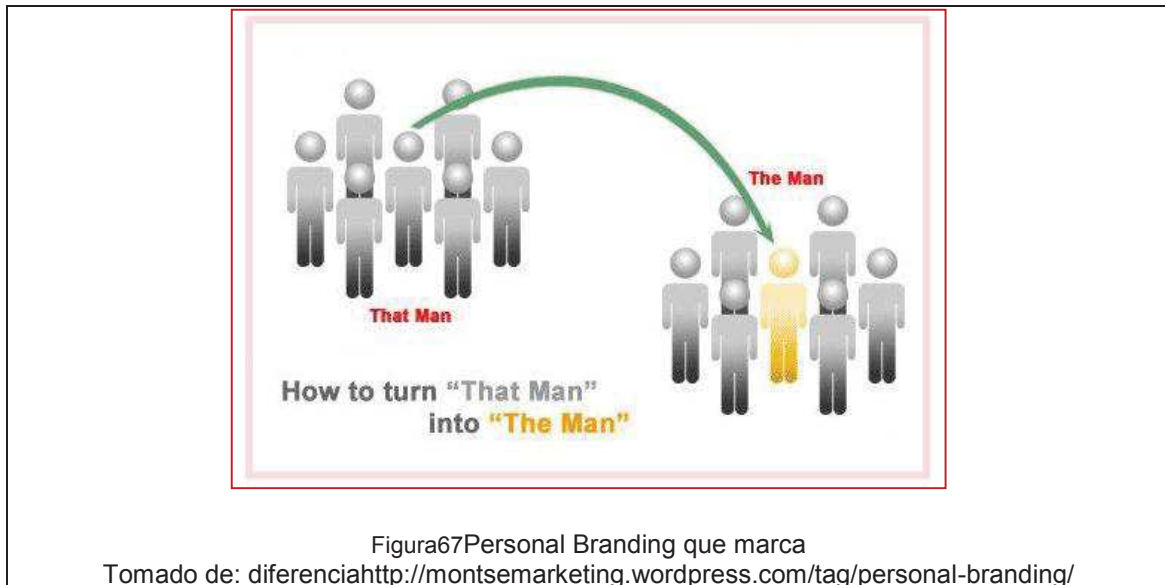 The Man
That Man
How to turn “That Man”
into “The Man”
Figura67Personal Branding que marca
Tomado de: diferenciahttp://montsemarketing.wordpress.com/tag/personal-branding/